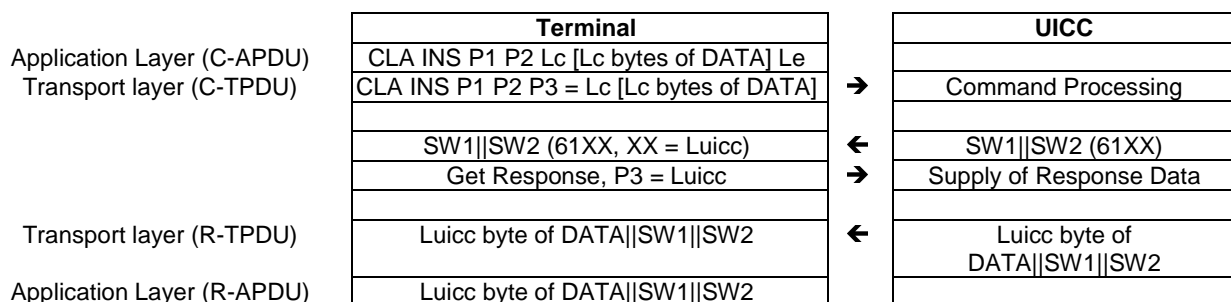 Terminal UICC
Application Layer (C-APDU) CLA INS P1 P2 Lc [Lc bytes of DATA] Le
Transport layer (C-TPDU) CLA INS P1 P2 P3 = Lc [Lc bytes of DATA] → Command Processing
SW1||SW2 (61XX, XX = Luicc) ← SW1||SW2 (61XX)
Get Response, P3 = Luicc → Supply of Response Data
Transport layer (R-TPDU) Luicc byte of DATA||SW1||SW2 ← Luicc byte of
DATA||SW1||SW2
Application Layer (R-APDU) Luicc byte of DATA||SW1||SW2